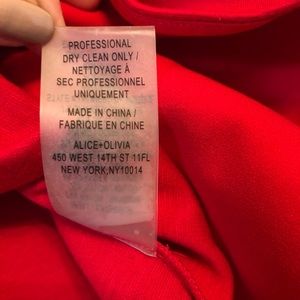 PROFESSIONAL
DRY CLEAN ONLY /
NETTOYAGE À
SEC PROFESSIONNEL
UNIQUEMENT
MADE IN CHINA /
FABRIQUE EN CHINE
ALICE+OLIVIA
450 WEST 14TH ST 11FL
NEW YORK,NY10014